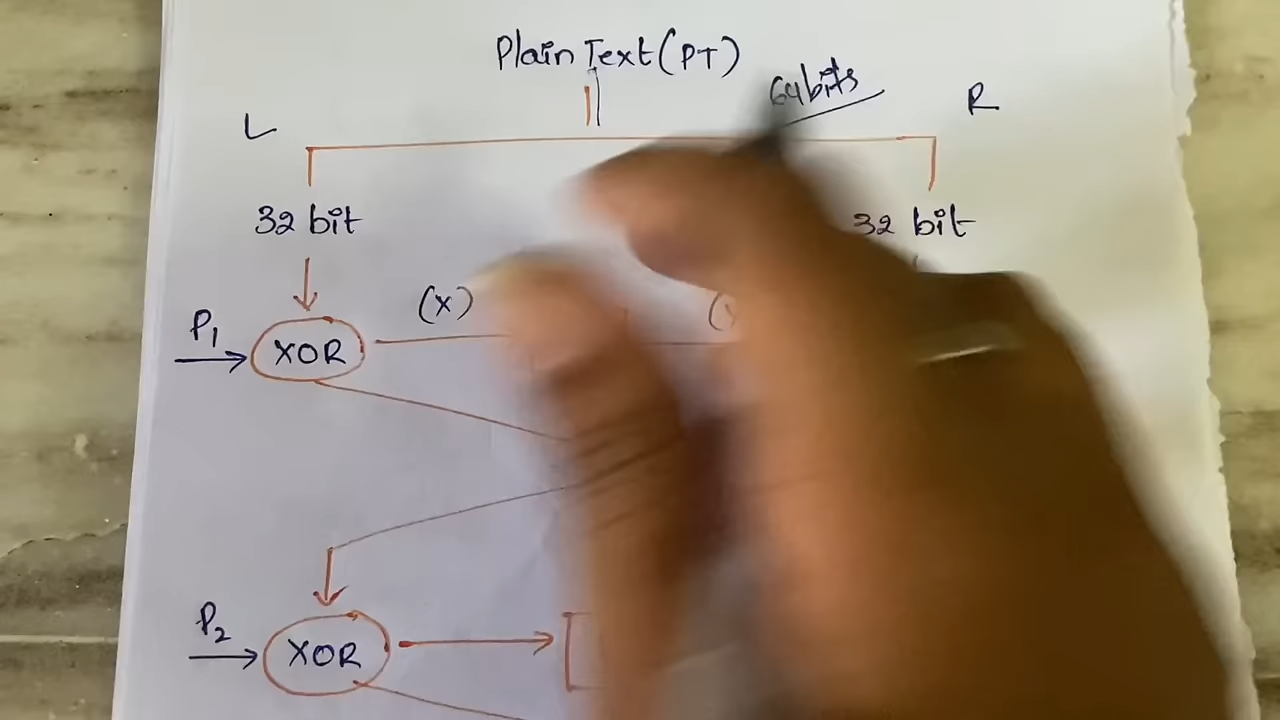 Plain Text (PT)
64 bits
L
R
32 bit
32 bit
(x)
P1
XOR
P2
XOR